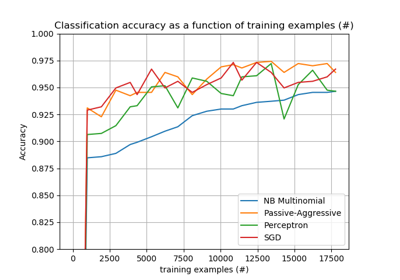 Classification accuracy as a function of training examples (#)
1.000
0.975
0.950
0.925
0.900
0.875
0.850
0.825
0.800
Accuracy
NB Multinomial
Passive-Aggressive
Perceptron
SGD
0 2500 5000 7500 10000 12500 15000 17500
training examples (#)